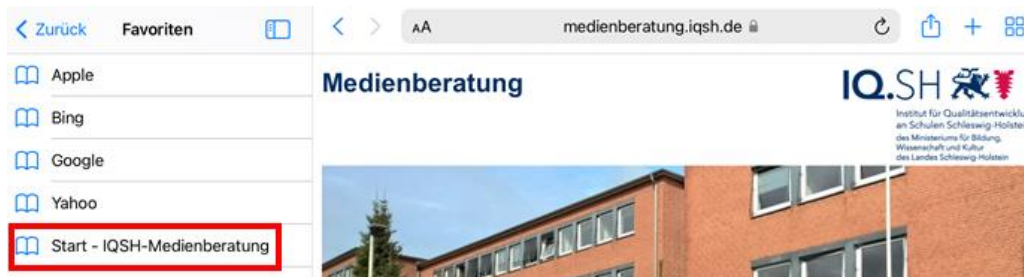 Zurück Favoriten
Apple
Bing
Google
Yahoo
Start - IQSH-Medienberatung
AA medienberatung.iqsh.de
Medienberatung
IQ.SH
Institut für Qualitätsentwicklu
an Schulen Schleswig-Holstei
des Ministeriums für Bildung,
Wissenschaft und Kultur
des Landes Schleswig-Holstein